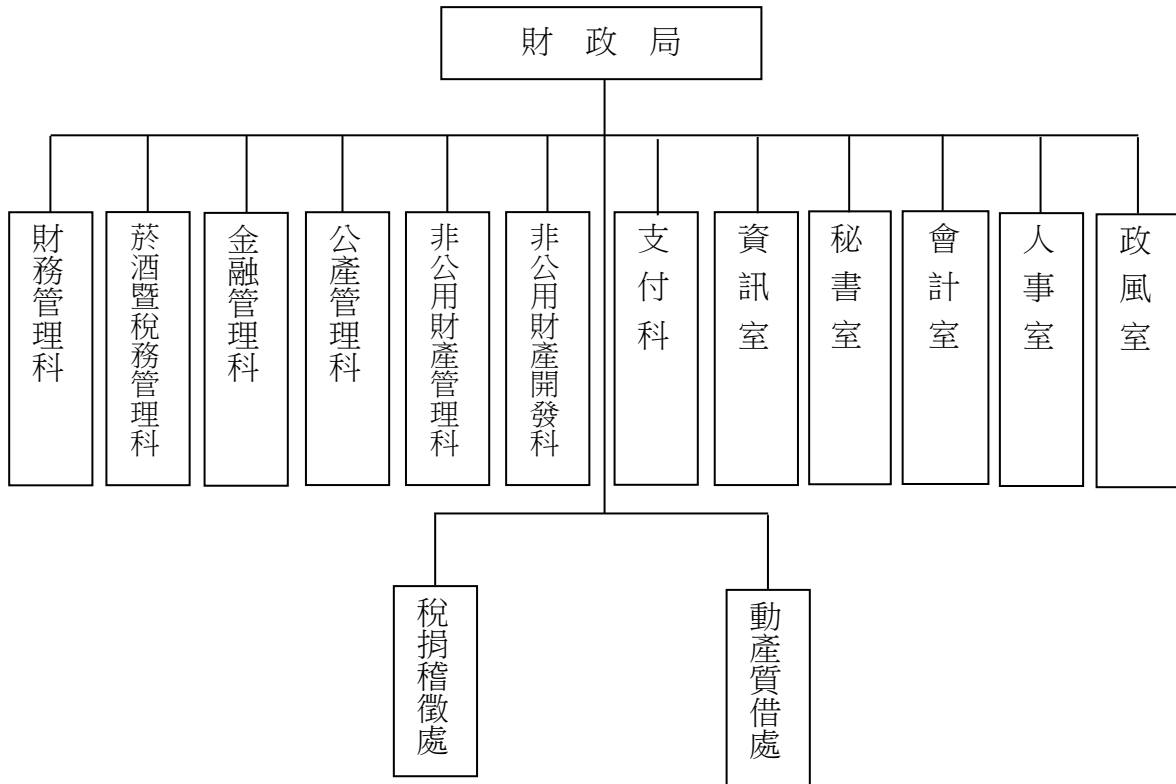 財政局
財務管理科
菸酒暨稅務管理科
金融管理科
公產管理科
非公用財產管理科
非公用財產開發科
支付科
資訊室
秘書室
會計室
人事室
政風室
稅捐稽徵處
動產質借處